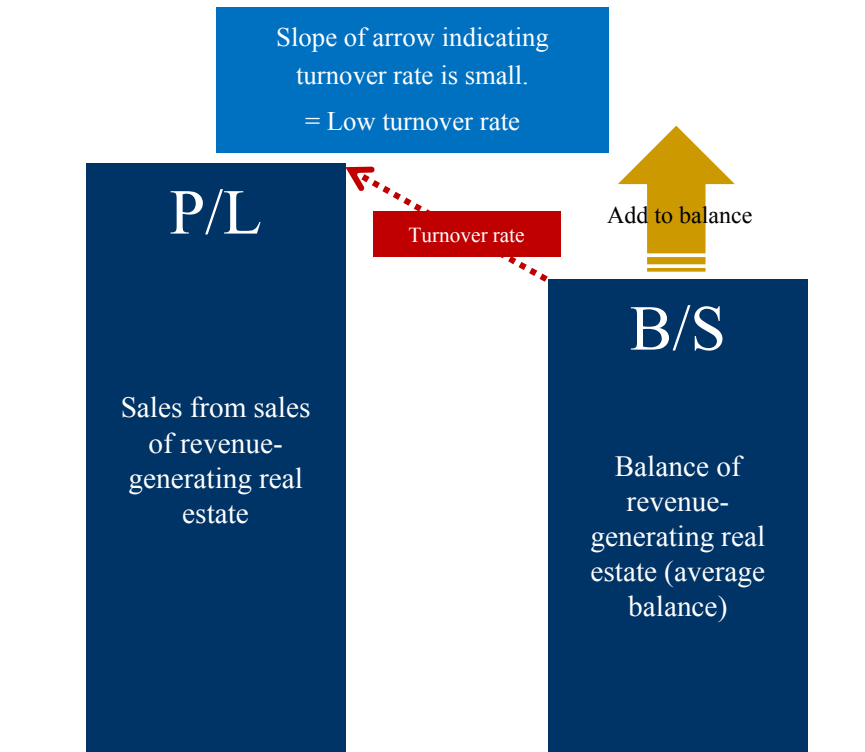 Slope of arrow indicating
turnover rate is small.
= Low turnover rate
P/L
Add to balance
Turnover rate
B/S
Sales from sales
of revenue-
generating real
estate
Balance of
revenue-
generating real
estate (average
balance)